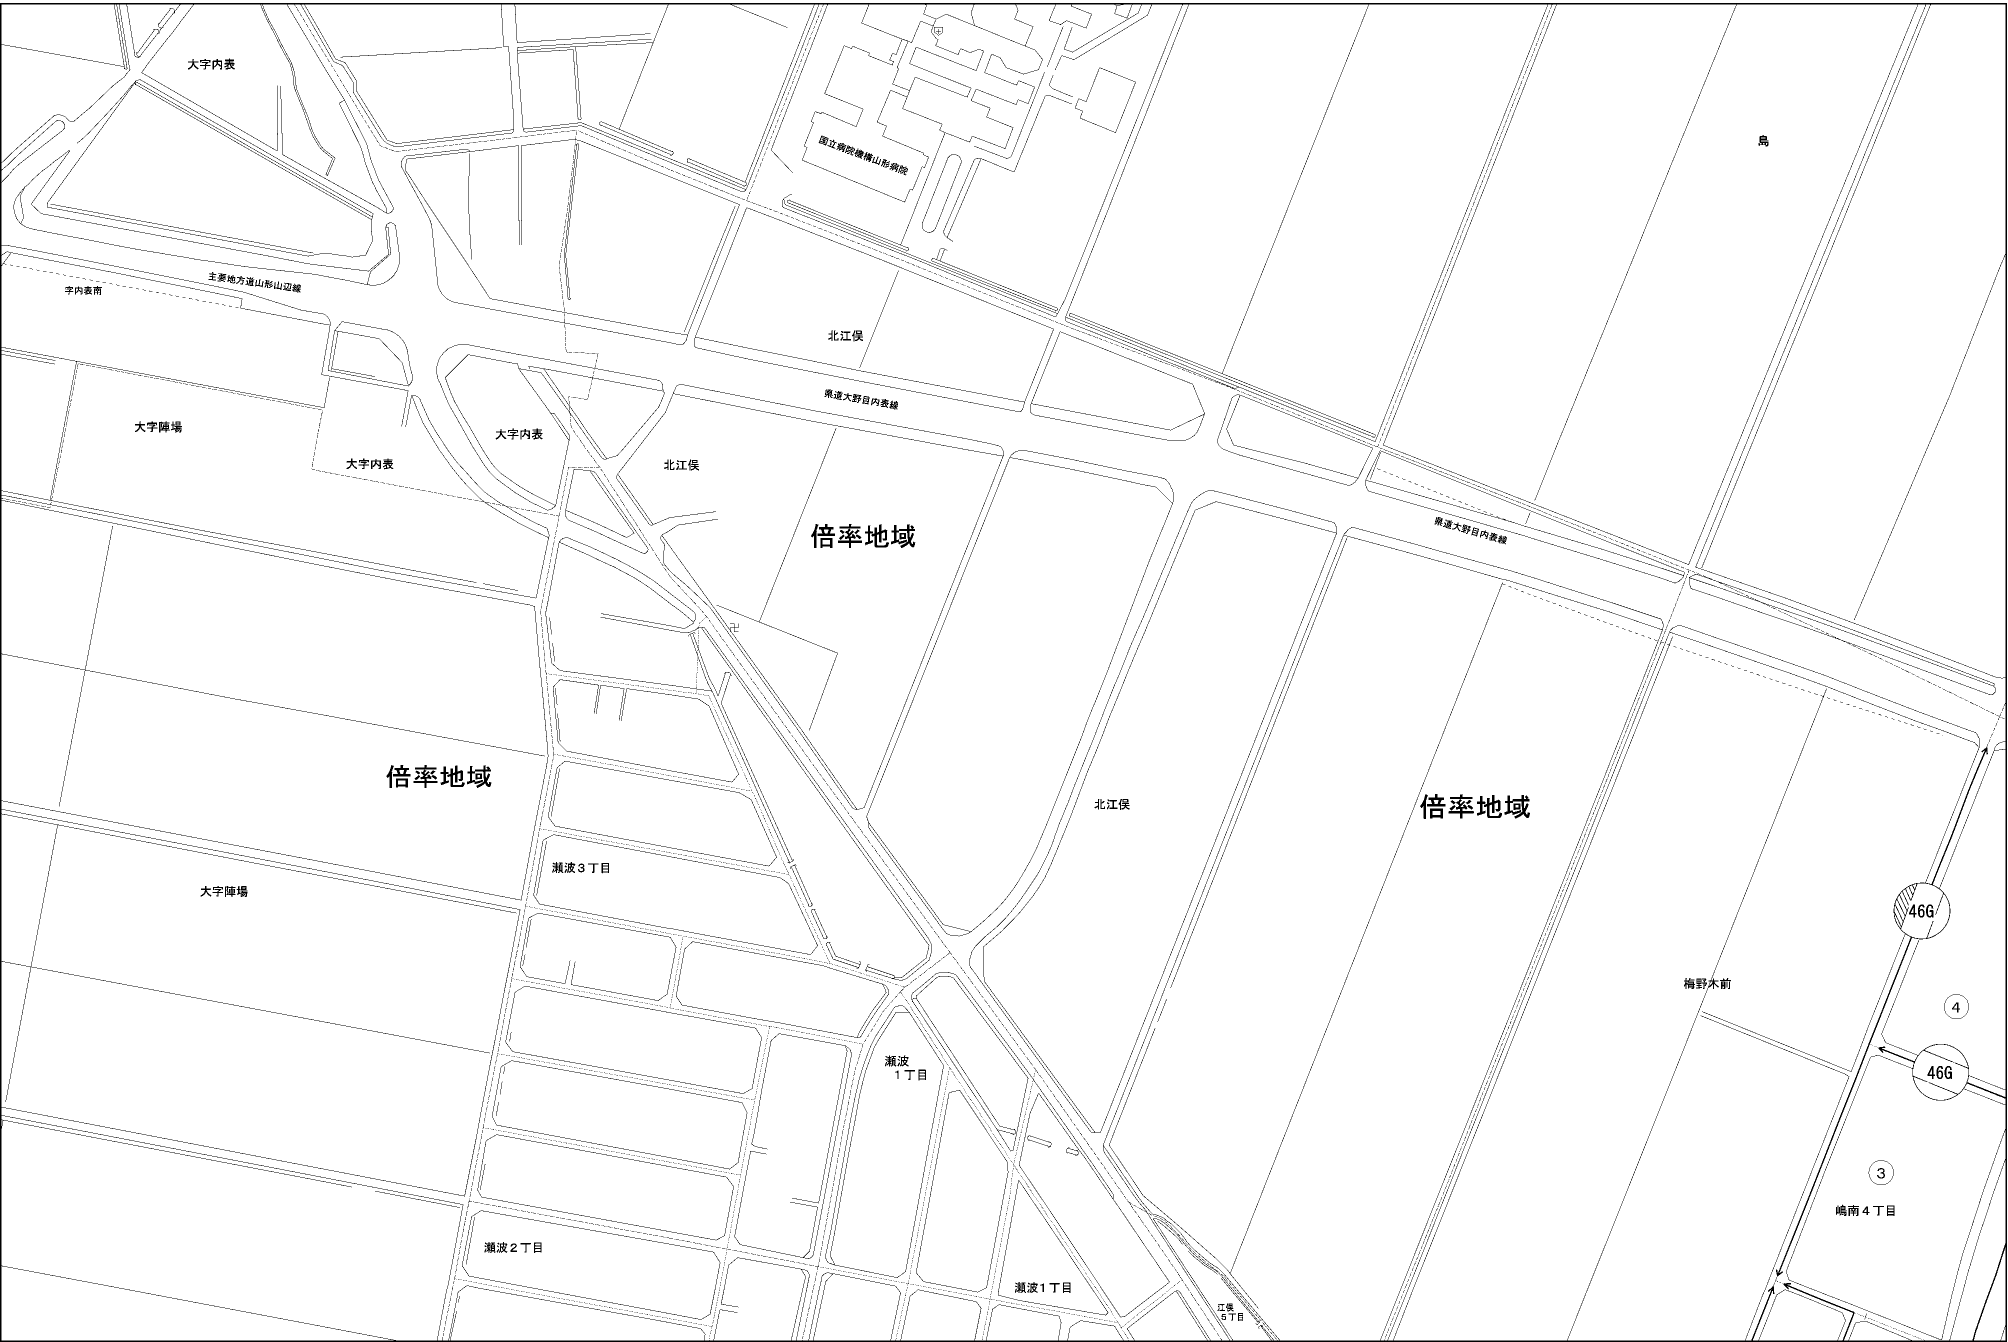 大字内表
島
国立病院機構山形病院
主要地方道山形山辺線
字内表南
北江俣
県道大野目内表線
大字陣場
大字内表
大字内表
北江俣
倍率地域
県道大野目内表線
卍
倍率地域
北江俣
倍率地域
瀬波３丁目
大字陣場
46G
梅野木前
4
瀬波
１丁目
46G
3
嶋南４丁目
瀬波２丁目
瀬波１丁目
江俣
５丁目